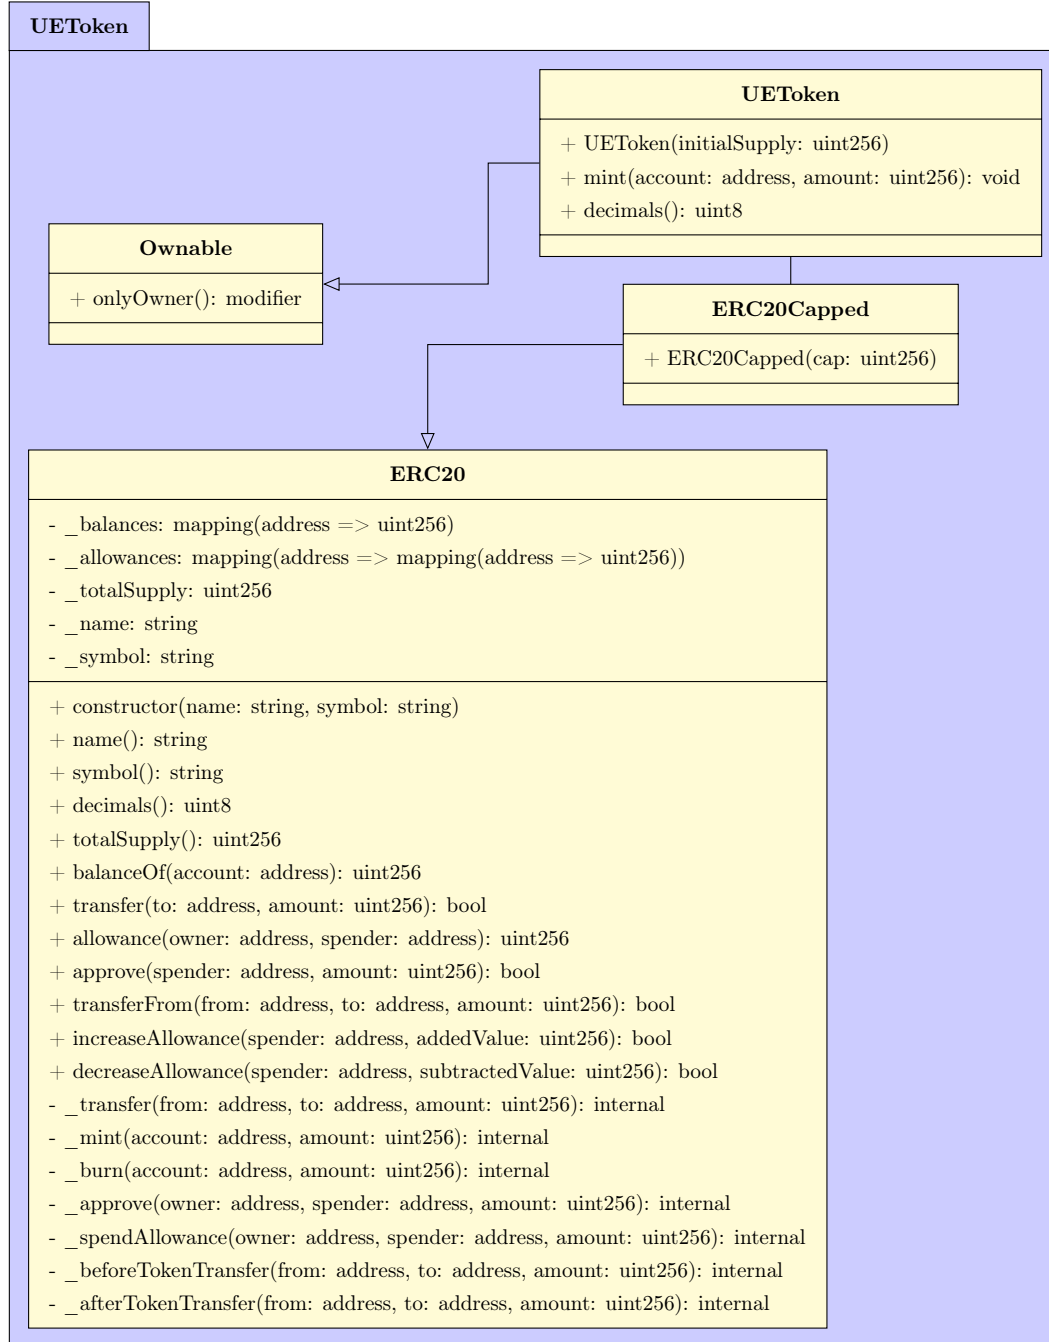 UEToken
UEToken
+ UEToken(initialSupply: uint256)
+ mint(account: address, amount: uint256): void
+ decimals(): uint8
Ownable
+ onlyOwner(): modifier
ERC20Capped
+ ERC20Capped(cap: uint256)
ERC20
- _balances: mapping(address => uint256)
- _allowances: mapping(address => mapping(address => uint256))
- _totalSupply: uint256
- _name: string
- _symbol: string
+ constructor(name: string, symbol: string)
+ name(): string
+ symbol(): string
+ decimals(): uint8
+ totalSupply(): uint256
+ balanceOf(account: address): uint256
+ transfer(to: address, amount: uint256): bool
+ allowance(owner: address, spender: address): uint256
+ approve(spender: address, amount: uint256): bool
+ transferFrom(from: address, to: address, amount: uint256): bool
+ increaseAllowance(spender: address, addedValue: uint256): bool
+ decreaseAllowance(spender: address, subtractedValue: uint256): bool
- _transfer(from: address, to: address, amount: uint256): internal
- _mint(account: address, amount: uint256): internal
- _burn(account: address, amount: uint256): internal
- _approve(owner: address, spender: address, amount: uint256): internal
- _spendAllowance(owner: address, spender: address, amount: uint256): internal
- _beforeTokenTransfer(from: address, to: address, amount: uint256): internal
- _afterTokenTransfer(from: address, to: address, amount: uint256): internal